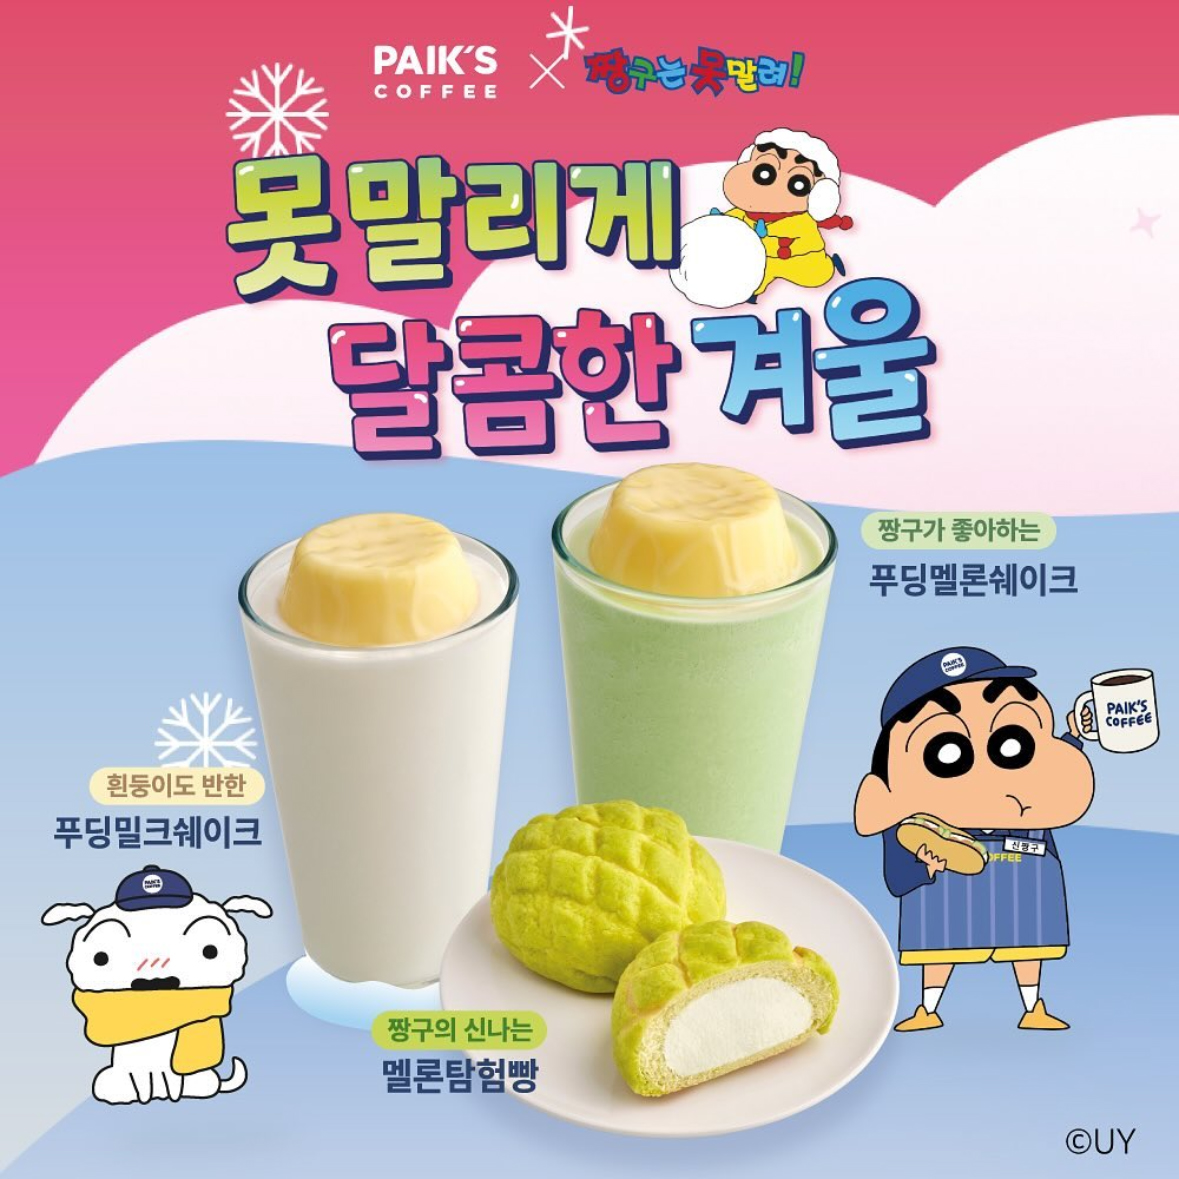 PAIK'S
COFFEE
짱구는 못말려!
못말리게
달콤한 겨울
짱구가 좋아하는
푸딩멜론쉐이크
PAIK'S
COFFEE
PAIK'S
COFFEE
신짱구
OFFEE
흰둥이도 반한
푸딩밀크쉐이크
PAIK'S
COFFEE
짱구의 신나는
멜론탐험빵
©UY